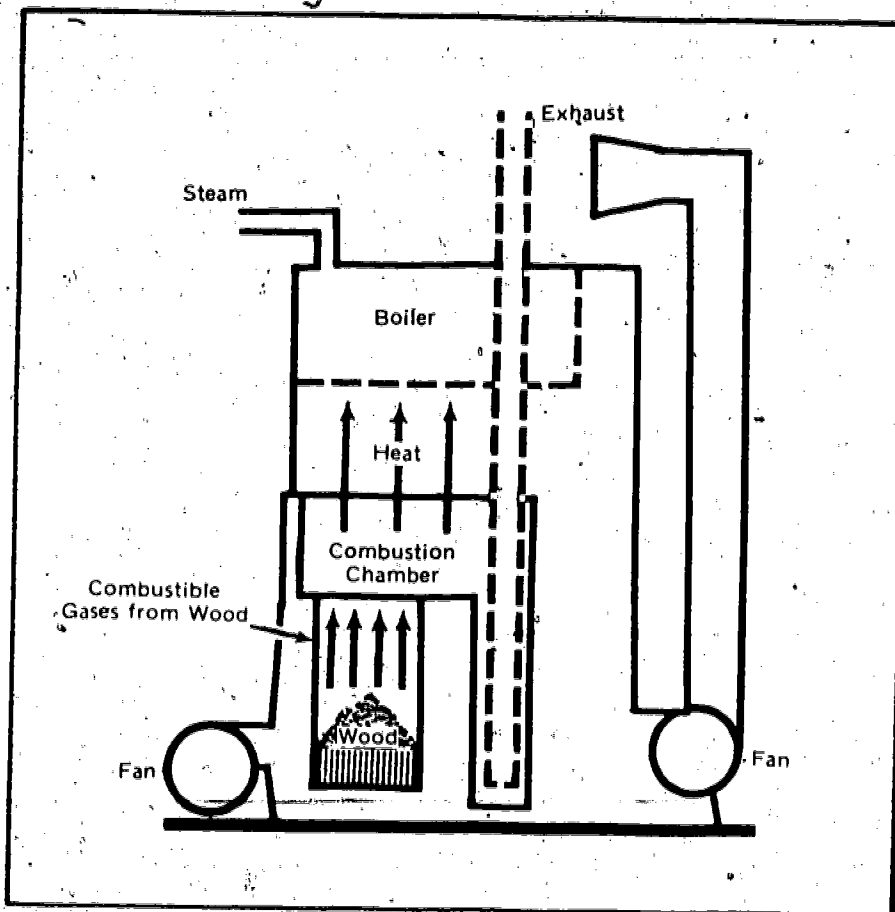 Exhaust
Steam
Boiler
Heat
Combustion
Chamber
Combustible
Gases from Wood
Wood
Fan
Fan